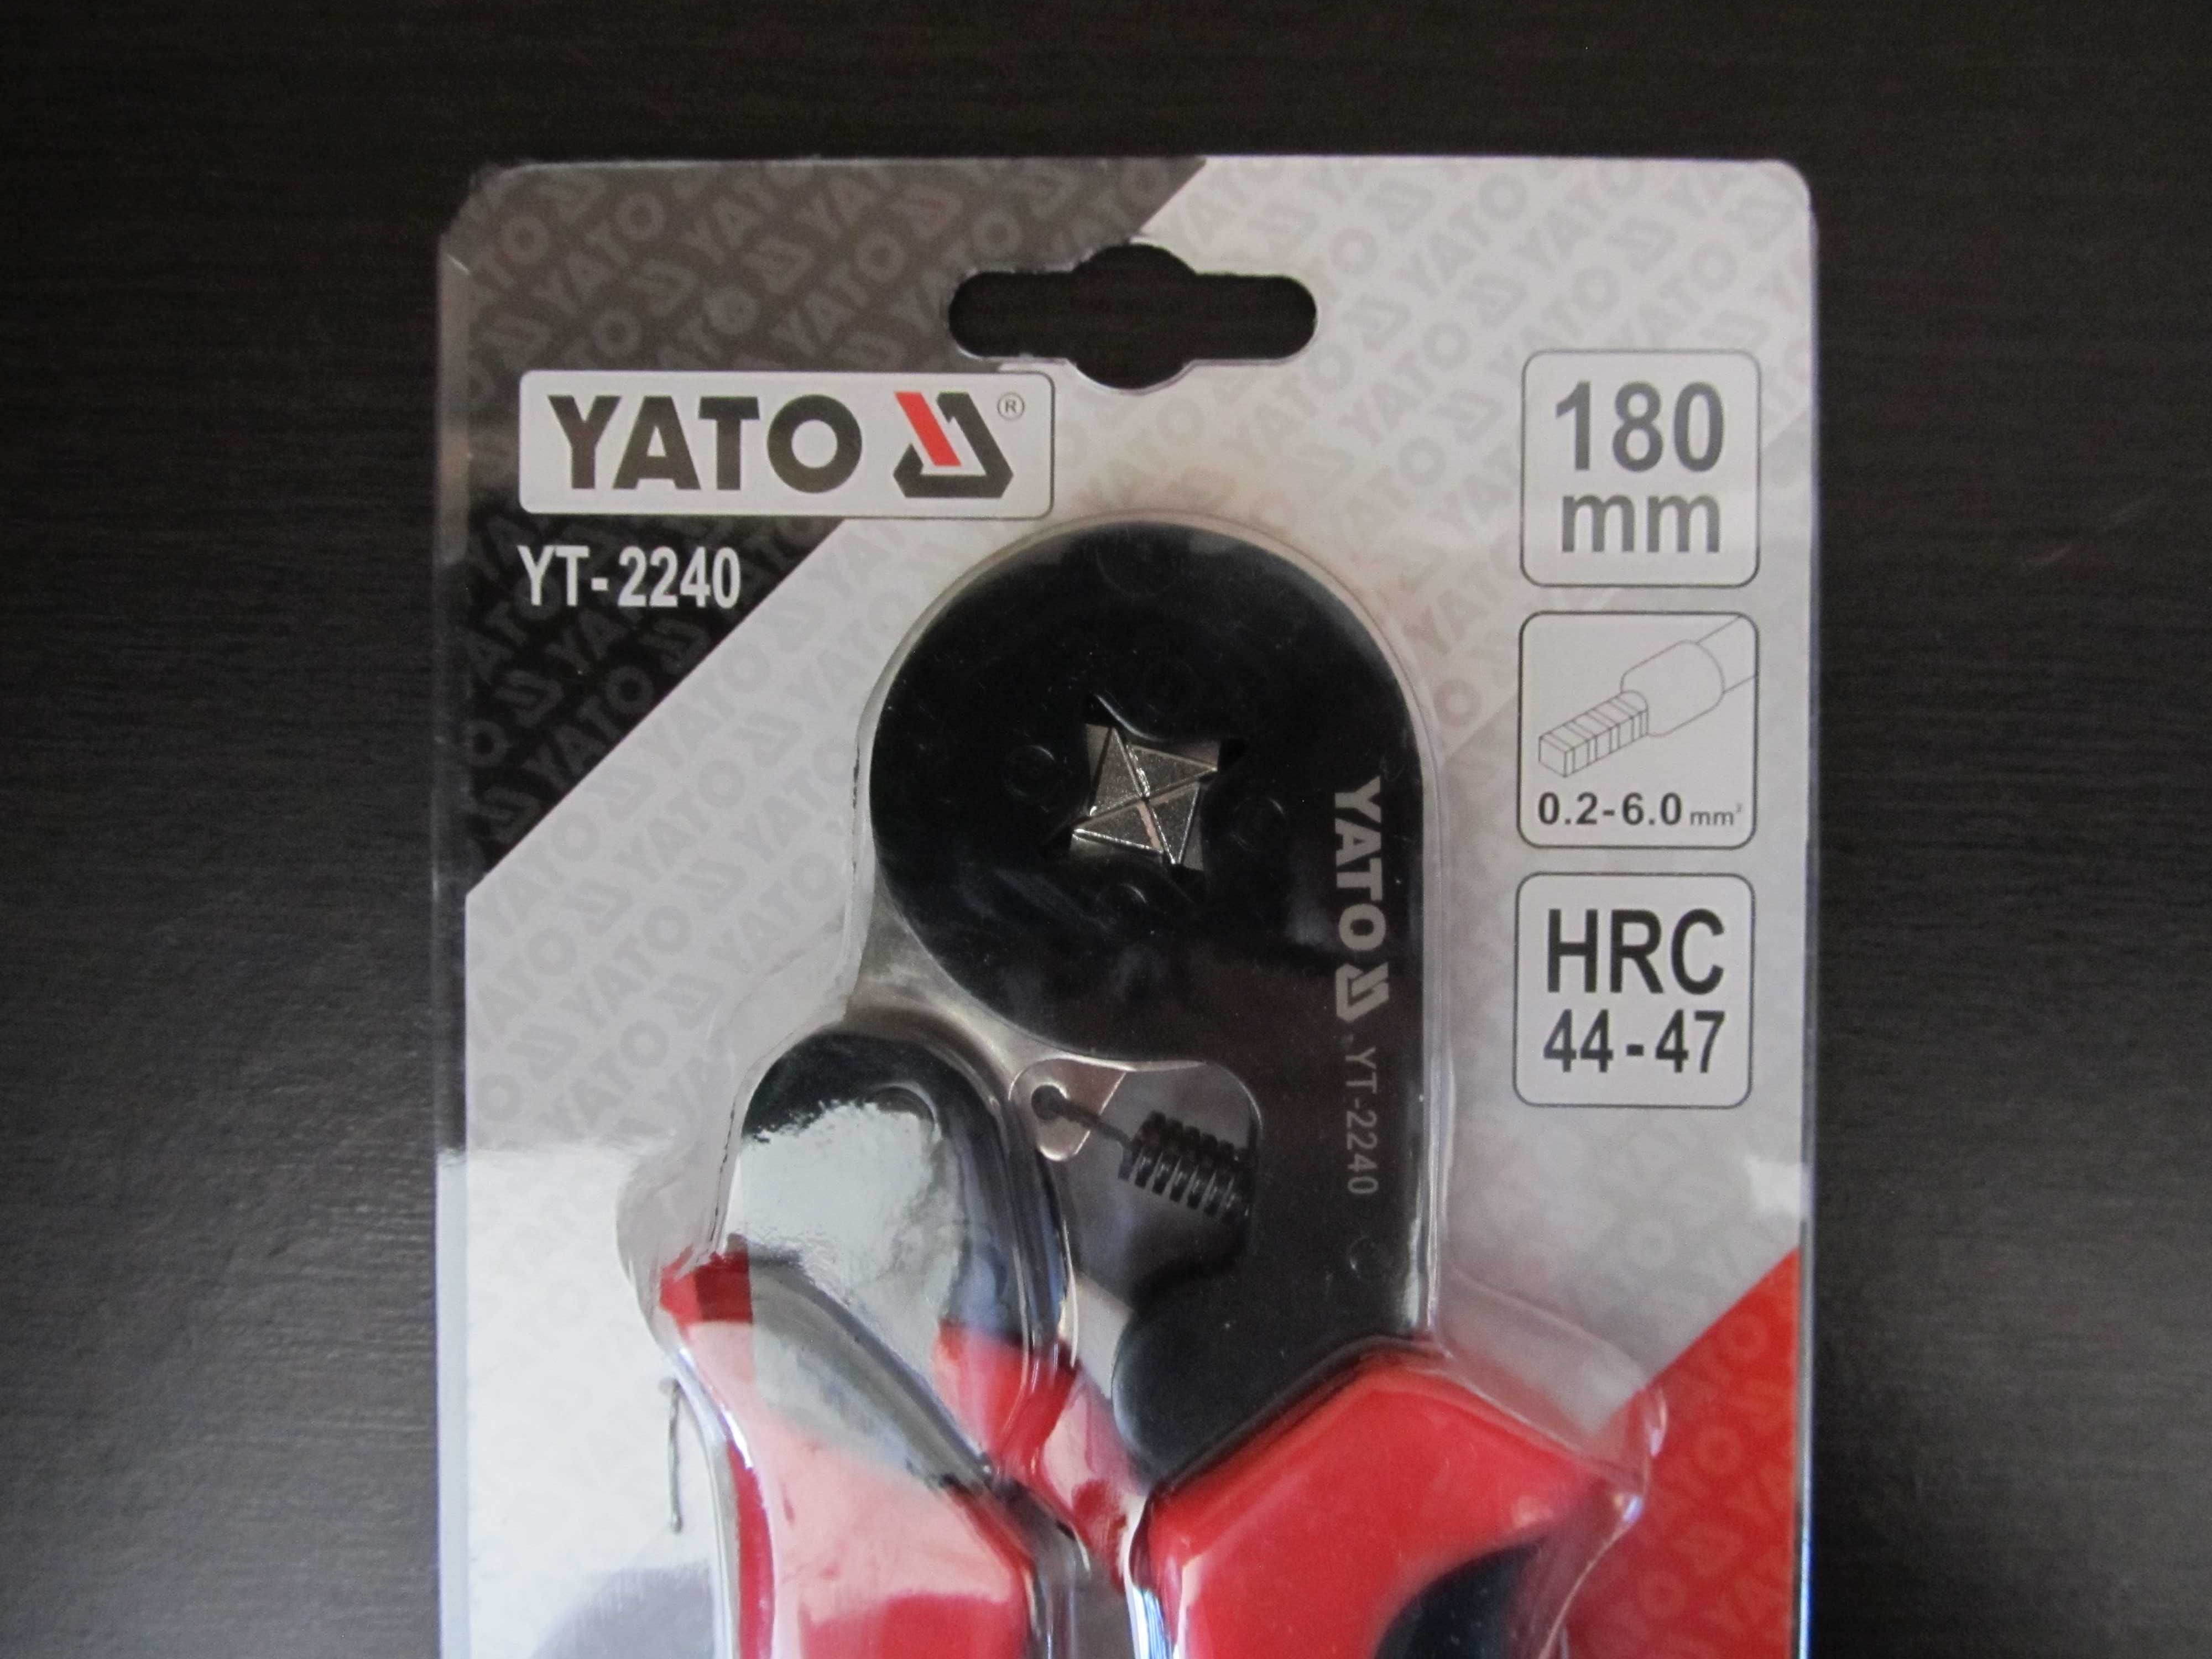 YATO ®
YT-2240
180
mm
0.2-6.0 mm²
HRC
44-47
YATO
YT-2240